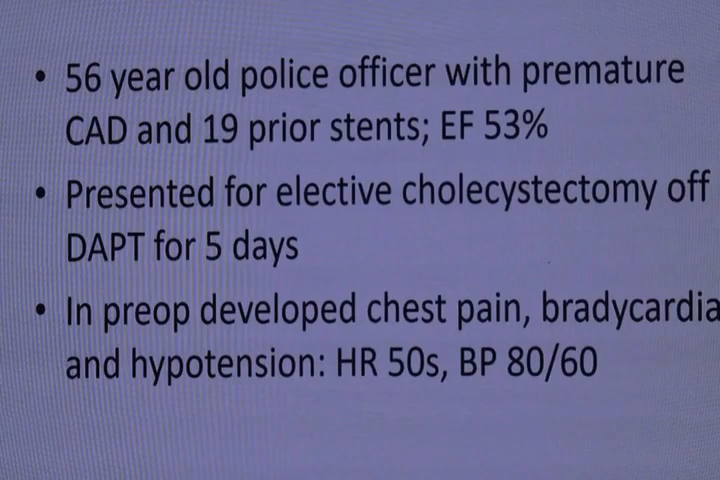 • 56 year old police officer with premature
CAD and 19 prior stents; EF 53%
• Presented for elective cholecystectomy off
DAPT for 5 days
• In preop developed chest pain, bradycardia
and hypotension: HR 50s, BP 80/60